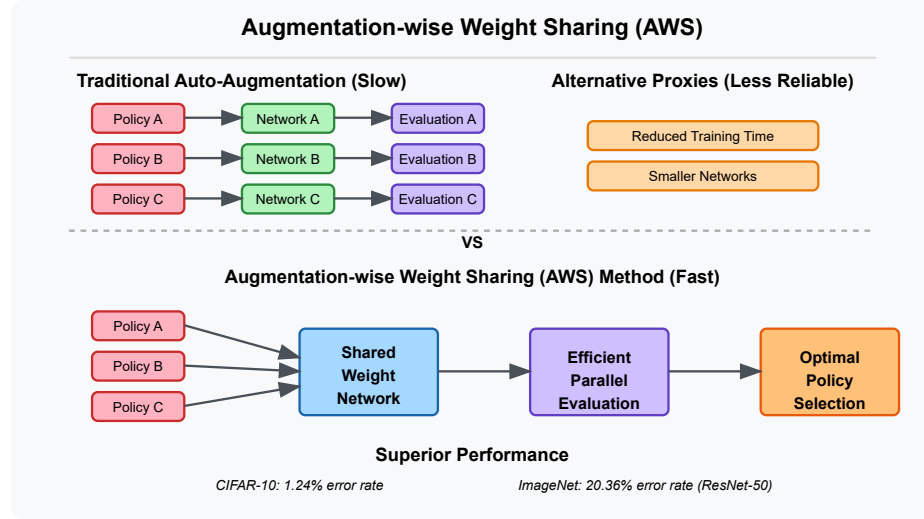 Augmentation-wise Weight Sharing (AWS)
Traditional Auto-Augmentation (Slow)
Policy A
Network A
Evaluation A
Policy B
Network B
Evaluation B
Policy C
Network C
Evaluation C
Alternative Proxies (Less Reliable)
Reduced Training Time
Smaller Networks
VS
Augmentation-wise Weight Sharing (AWS) Method (Fast)
Policy A
Policy B
Policy C
Shared
Weight
Network
Efficient
Parallel
Evaluation
Optimal
Policy
Selection
Superior Performance
CIFAR-10: 1.24% error rate
ImageNet: 20.36% error rate (ResNet-50)